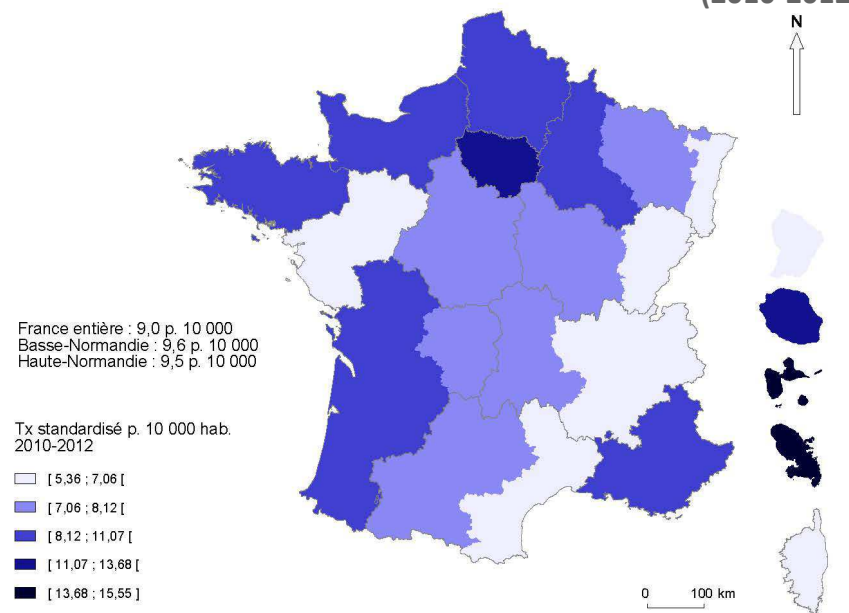 N
France entière : 9,0 p. 10 000
Basse-Normandie : 9,6 p. 10 000
Haute-Normandie : 9,5 p. 10 000
Tx standardisé p. 10 000 hab.
2010-2012
[ 5,36 ; 7,06 [
[ 7,06 ; 8,12 [
[ 8,12 ; 11,07 [
[ 11,07 ; 13,68 [
[ 13,68 ; 15,55 ]
0 100 km